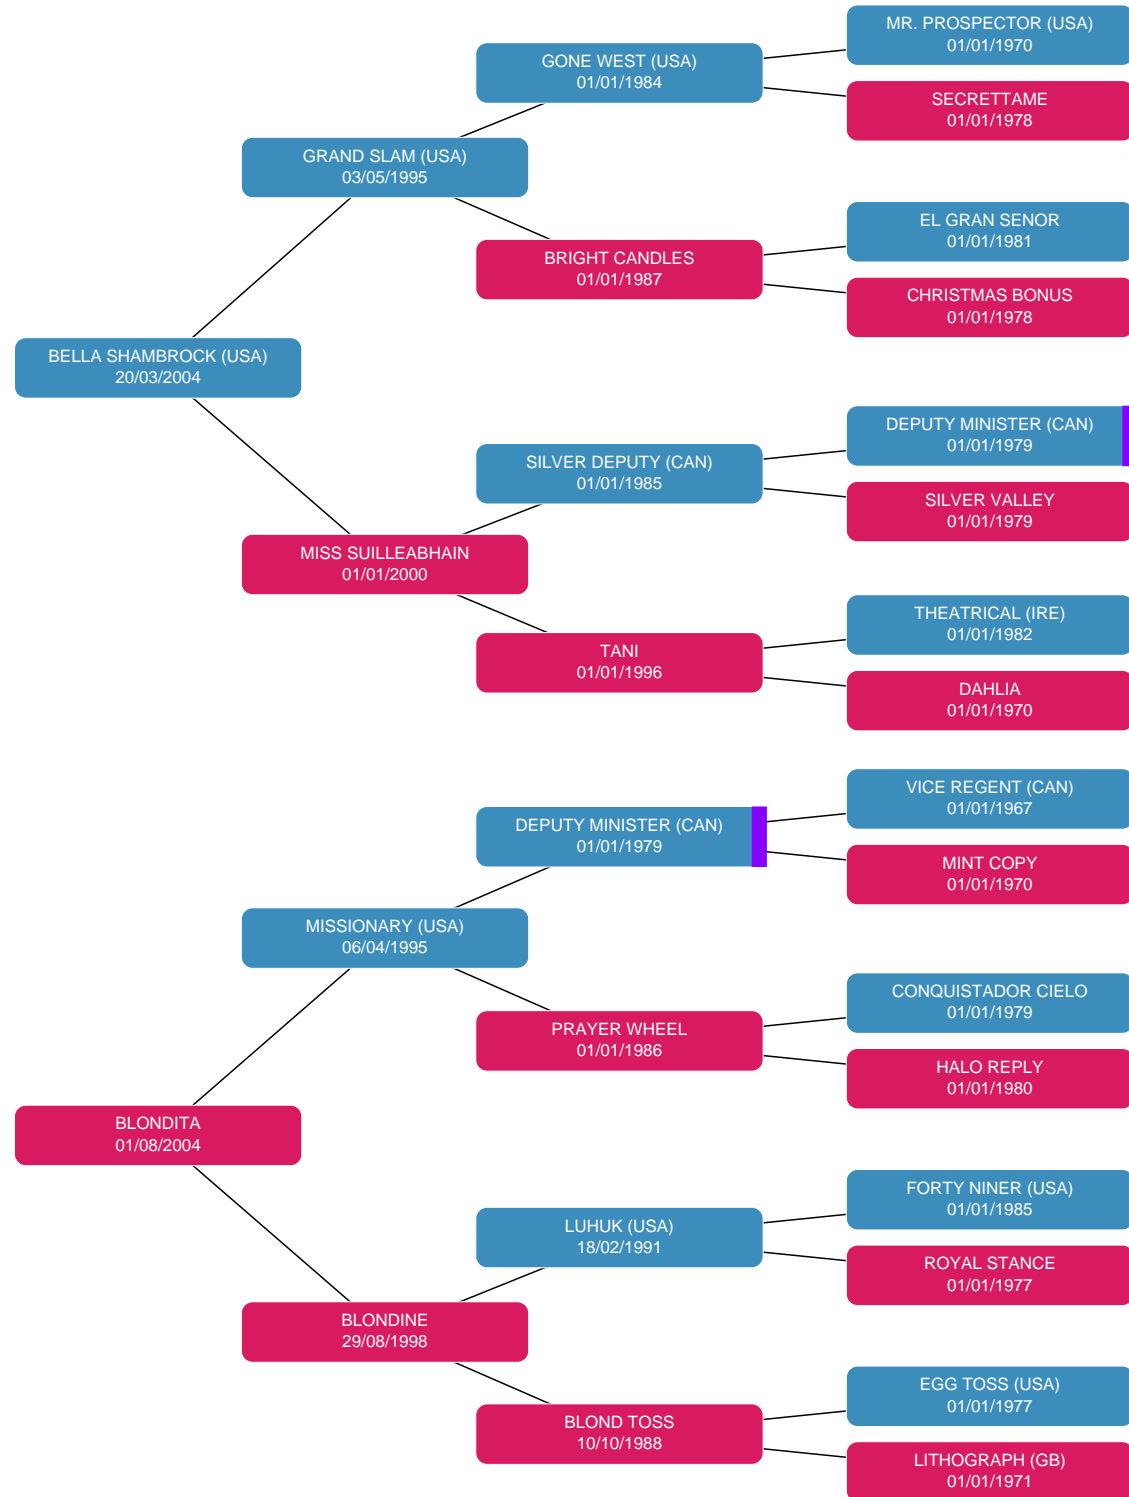 MR. PROSPECTOR (USA)
01/01/1970
GONE WEST (USA)
01/01/1984
SECRETTAME
01/01/1978
GRAND SLAM (USA)
03/05/1995
EL GRAN SENOR
01/01/1981
BRIGHT CANDLES
01/01/1987
CHRISTMAS BONUS
01/01/1978
BELLA SHAMBROCK (USA)
20/03/2004
DEPUTY MINISTER (CAN)
01/01/1979
SILVER DEPUTY (CAN)
01/01/1985
SILVER VALLEY
01/01/1979
MISS SUILLEABHAIN
01/01/2000
THEATRICAL (IRE)
01/01/1982
TANI
01/01/1996
DAHLIA
01/01/1970
VICE REGENT (CAN)
01/01/1967
DEPUTY MINISTER (CAN)
01/01/1979
MINT COPY
01/01/1970
MISSIONARY (USA)
06/04/1995
CONQUISTADOR CIELO
01/01/1979
PRAYER WHEEL
01/01/1986
HALO REPLY
01/01/1980
BLONDITA
01/08/2004
FORTY NINER (USA)
01/01/1985
LUHUK (USA)
18/02/1991
ROYAL STANCE
01/01/1977
BLONDINE
29/08/1998
EGG TOSS (USA)
01/01/1977
BLOND TOSS
10/10/1988
LITHOGRAPH (GB)
01/01/1971